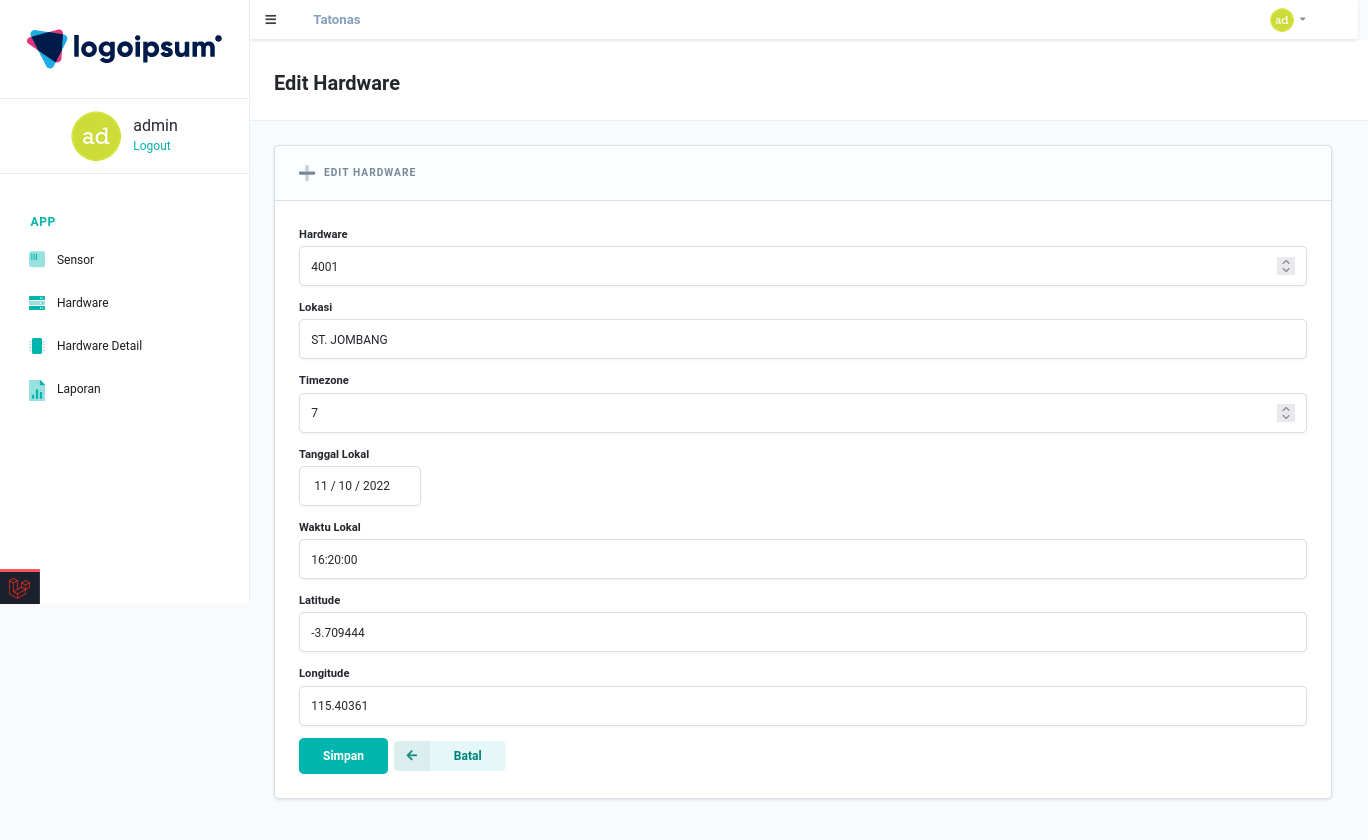 logoipsum
Tatonas
ad
ad
admin
Logout
APP
Sensor
Hardware
Hardware Detail
Laporan
Edit Hardware
EDIT HARDWARE
Hardware
4001
Lokasi
ST. JOMBANG
Timezone
7
Tanggal Lokal
11 / 10 / 2022
Waktu Lokal
16:20:00
Latitude
-3.709444
Longitude
115.40361
Simpan
Batal